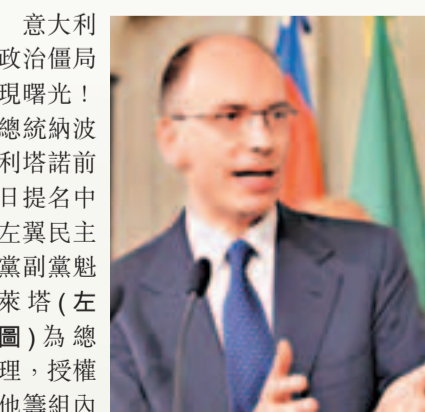 意大利
政治僵局
現曙光！
總統納波
利塔諾前
日提名中
左翼民主
黨副黨魁
萊塔(左
圖)為總
理，授權
他籌組內